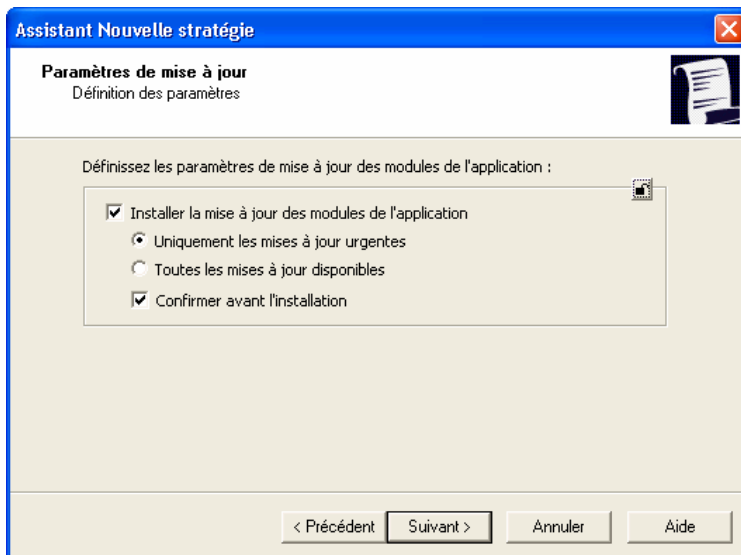 Assistant Nouvelle stratégie
Paramètres de mise à jour
Définition des paramètres
Définissez les paramètres de mise à jour des modules de l'application :
Installer la mise à jour des modules de l'application
Uniquement les mises à jour urgentes
Toutes les mises à jour disponibles
Confirmer avant l'installation
< Précédent Suivant > Annuler Aide